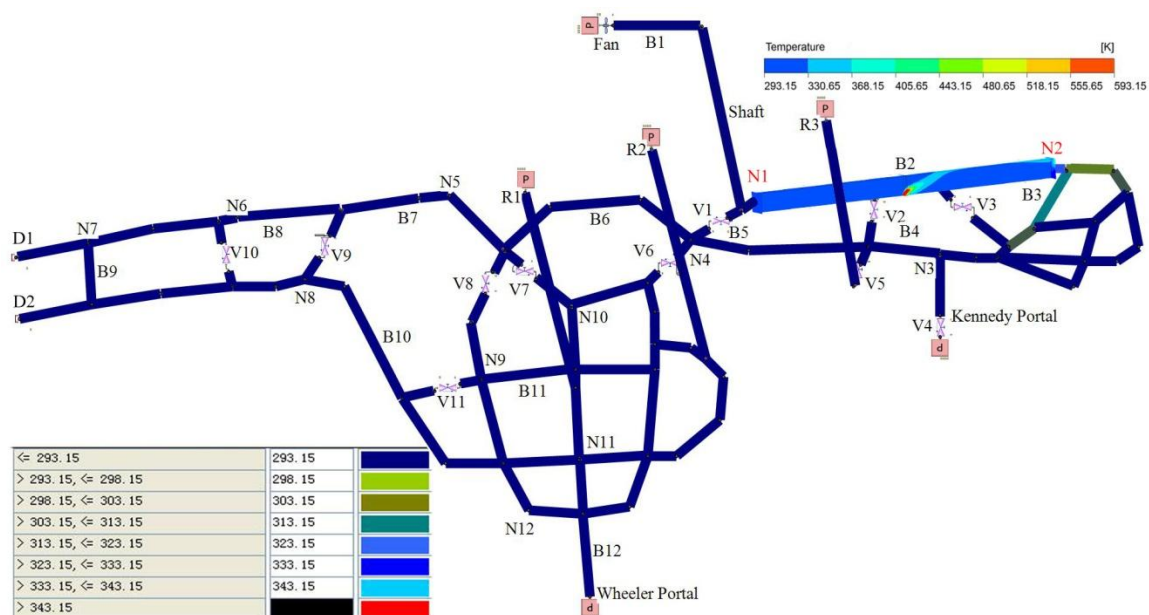 P
Fan
B1
Temperature
[K]
293.15 330.65 368.15 405.65 443.15 480.65 518.15 555.65 593.15
Shaft
P
R3
P
R2
N2
P
R1
N1
B2
B3
N5
N6
B7
B6
V1
B5
V2
V3
D1
N7
B8
B4
V10
V9
V6
N4
N3
B9
V8
V7
V5
D2
N8
N10
V4
Kennedy Portal
P
B10
N9
V11
B11
N11
<= 293.15 293.15
> 293.15, <= 298.15 298.15
> 298.15, <= 303.15 303.15
> 303.15, <= 313.15 313.15
> 313.15, <= 323.15 323.15
> 323.15, <= 333.15 333.15
> 333.15, <= 343.15 343.15
> 343.15
N12
B12
Wheeler Portal
P